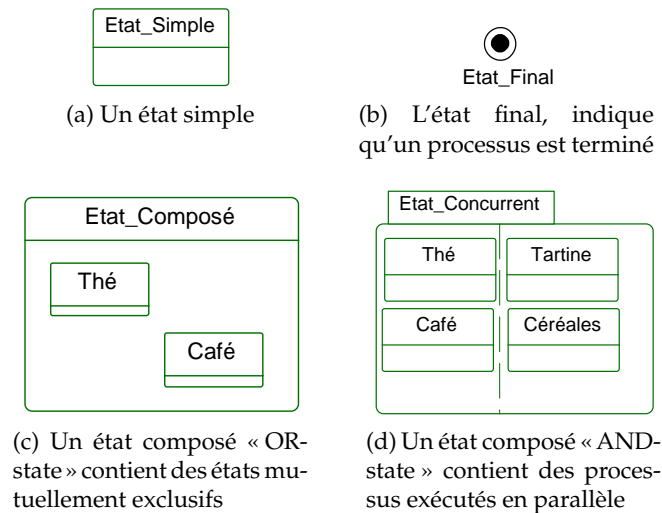 Etat_Simple
(a) Un état simple
Etat_Final
(b) L'état final, indique
qu'un processus est terminé
Etat_Composé
Thé
Café
(c) Un état composé « OR-
state » contient des états mu-
tuellement exclusifs
Etat_Concurrent
Thé
Tartine
Café
Céréales
(d) Un état composé « AND-
state » contient des proces-
sus exécutés en parallèle